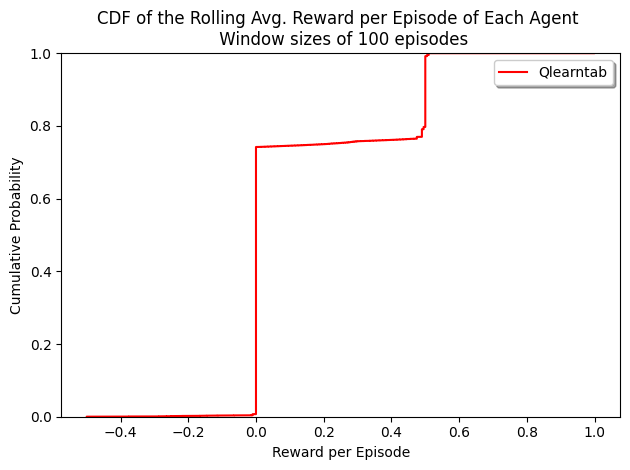 CDF of the Rolling Avg. Reward per Episode of Each Agent
Window sizes of 100 episodes
Qlearntab
1.0
0.8
0.6
0.4
0.2
0.0
Cumulative Probability
−0.4 −0.2 0.0 0.2 0.4 0.6 0.8 1.0
Reward per Episode